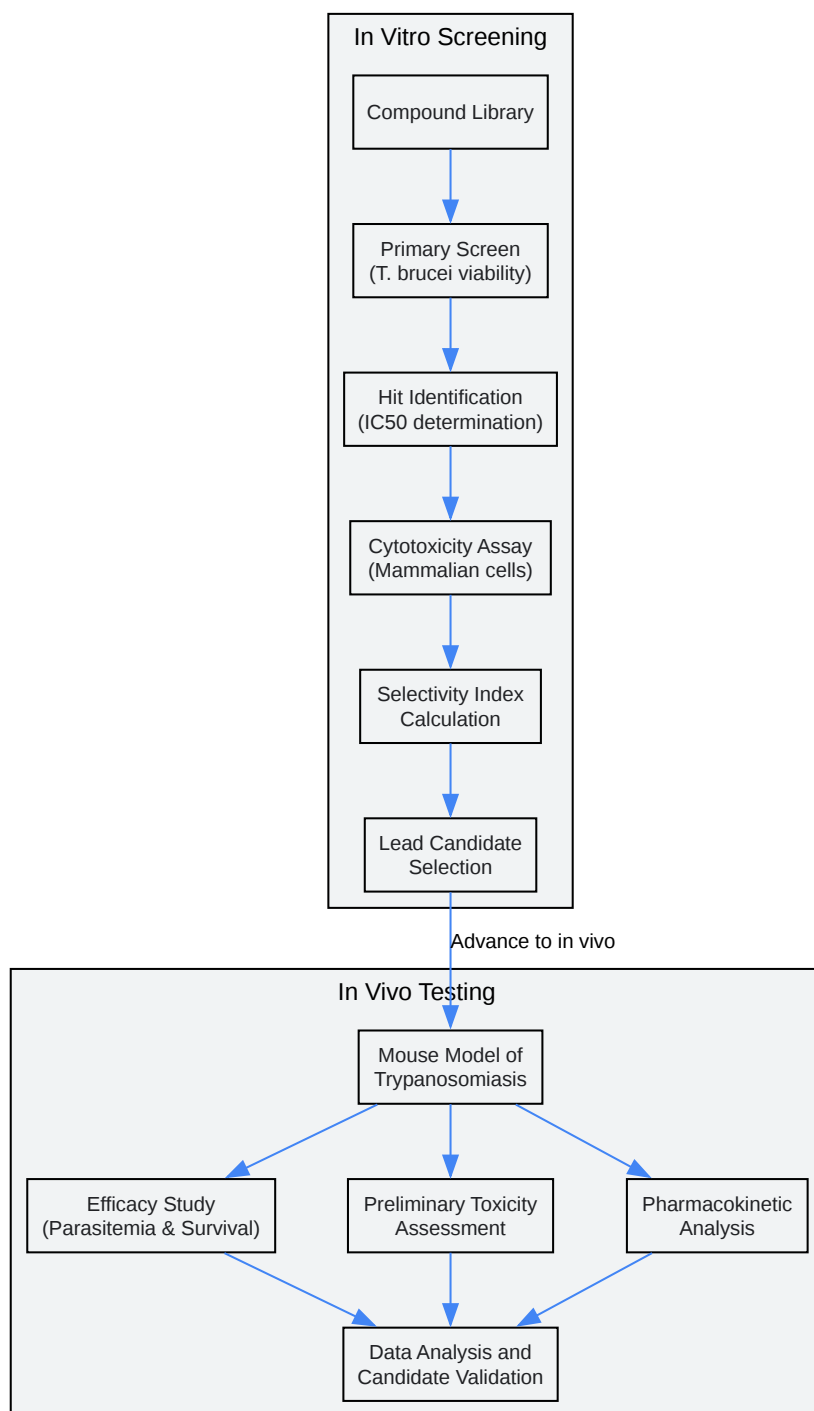 In Vitro Screening
Compound Library
Primary Screen
(T. brucei viability)
Hit Identification
(IC50 determination)
Cytotoxicity Assay
(Mammalian cells)
Selectivity Index
Calculation
Lead Candidate
Selection
Advance to in vivo
In Vivo Testing
Mouse Model of
Trypanosomiasis
Efficacy Study
(Parasitemia & Survival)
Preliminary Toxicity
Assessment
Pharmacokinetic
Analysis
Data Analysis and
Candidate Validation